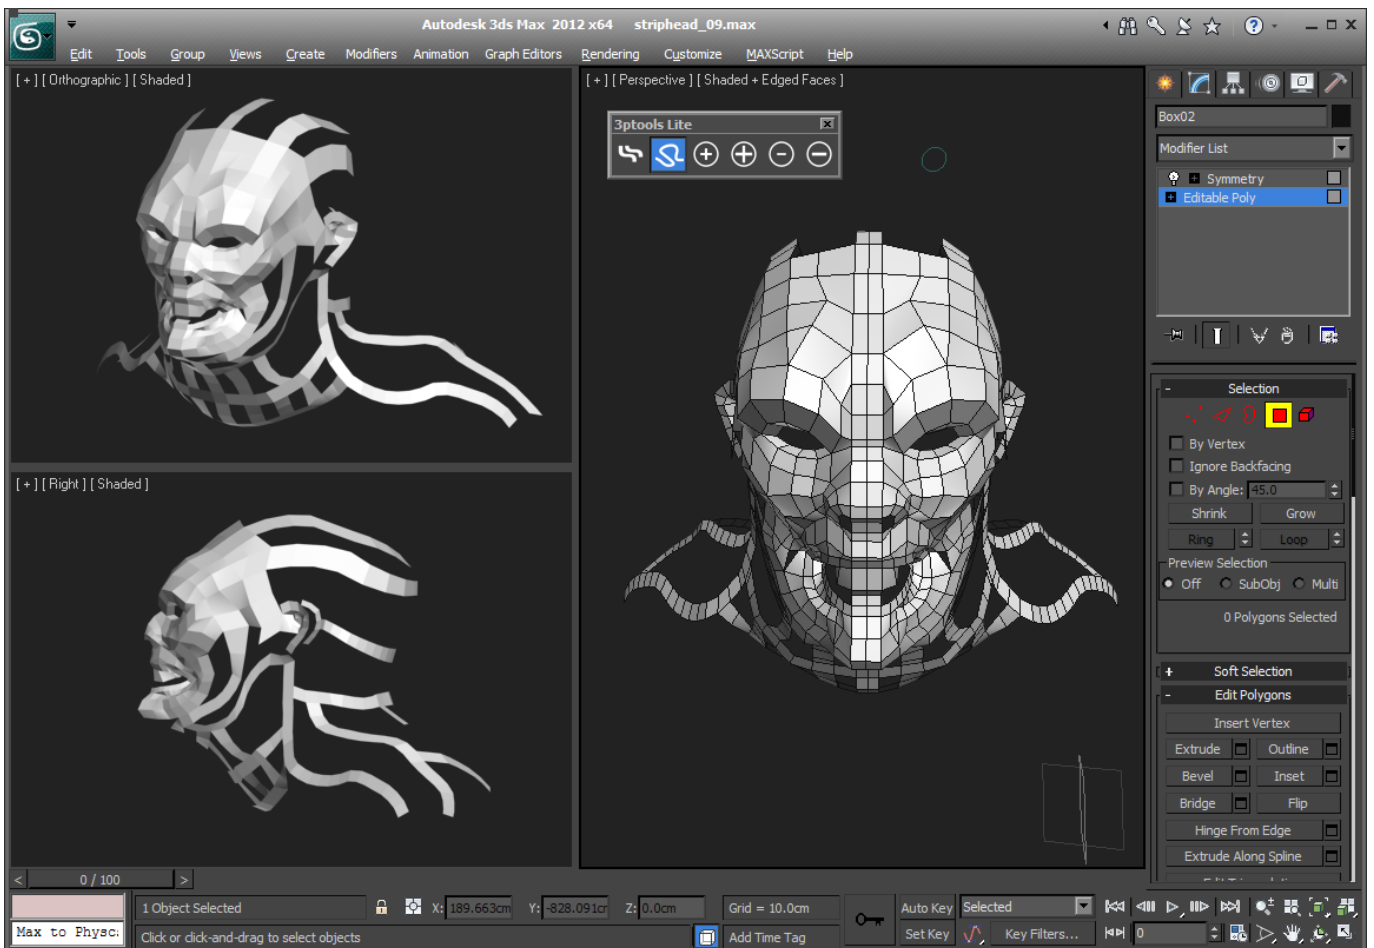 Autodesk 3ds Max 2012 x64 striphead_09.max
Edit Tools Group Views Create Modifiers Animation Graph Editors Rendering Customize MAXScript Help
[ + ] [ Orthographic ] [ Shaded ]
[ + ] [ Perspective ] [ Shaded + Edged Faces ]
3ptools Lite
Box02
Modifier List
Symmetry
Editable Poly
[ + ] [ Right ] [ Shaded ]
- Selection
By Vertex
Ignore Backfacing
By Angle: 45.0
Shrink Grow
Ring Loop
Preview Selection
Off SubObj Multi
0 Polygons Selected
+ Soft Selection
- Edit Polygons
Insert Vertex
Extrude Outline
Bevel Inset
Bridge Flip
Hinge From Edge
Extrude Along Spline
< 0 / 100 >
1 Object Selected X: 189.663cm Y: -828.091cm Z: 0.0cm Grid = 10.0cm Auto Key Selected
Max to Physc: Click or click-and-drag to select objects Add Time Tag Set Key Key Filters... 0